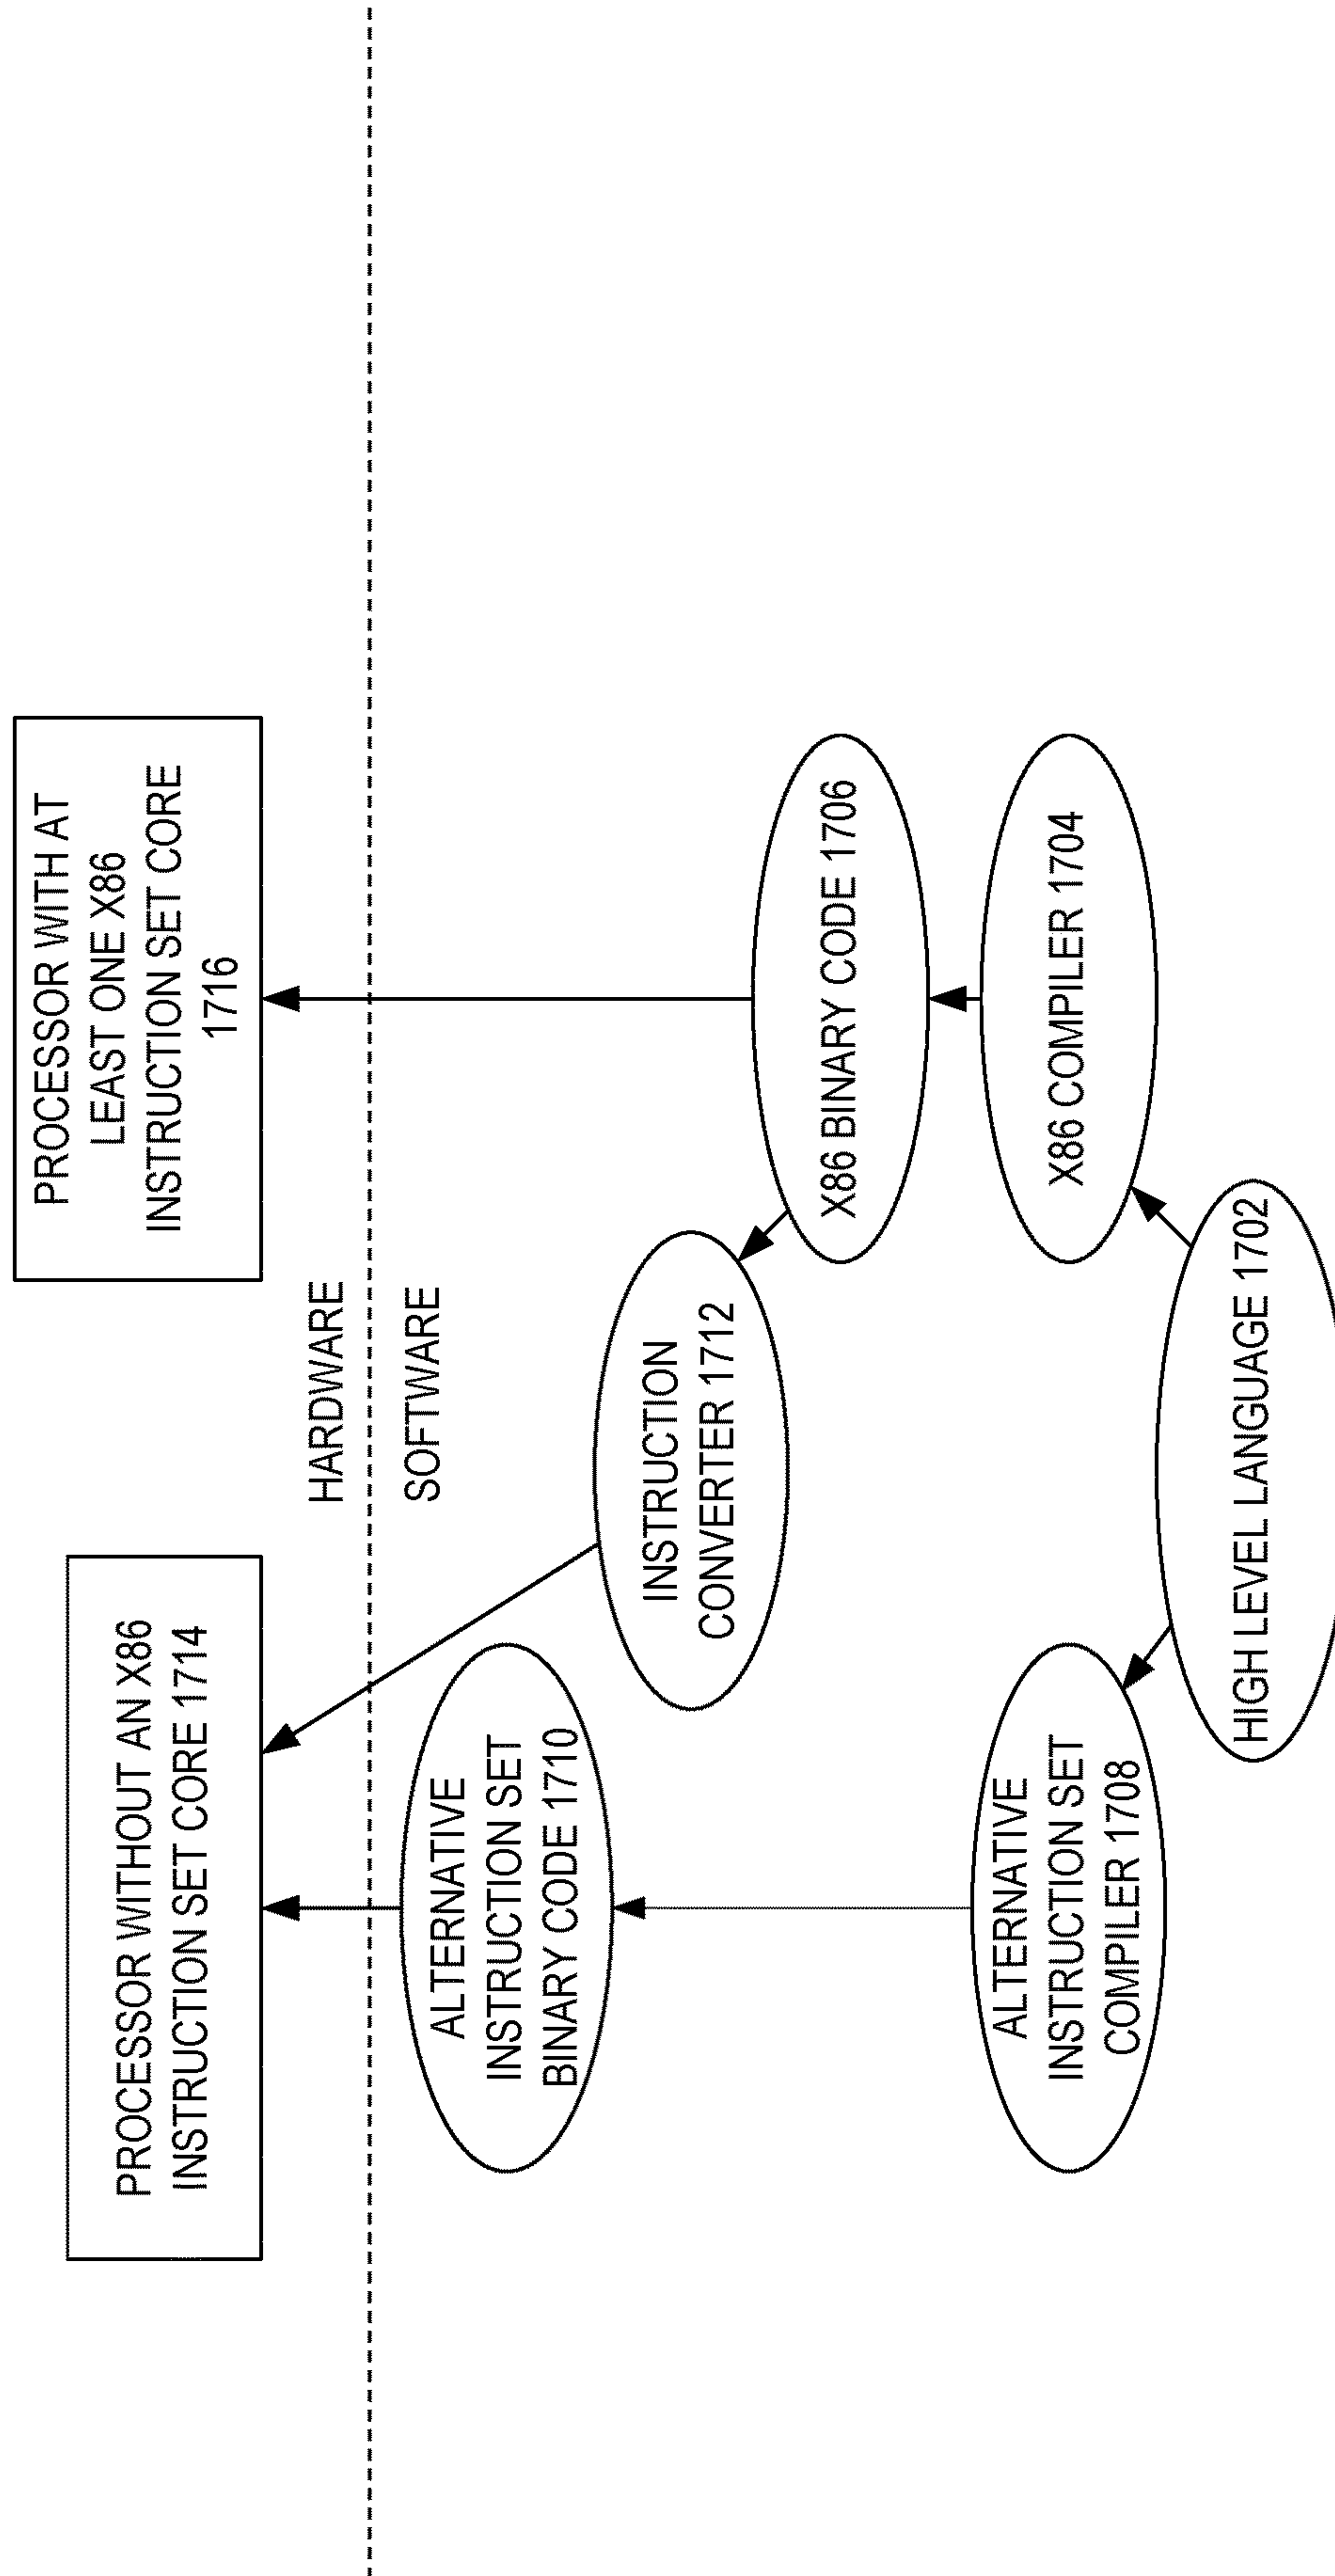 PROCESSOR WITHOUT AN X86
INSTRUCTION SET CORE 1714
PROCESSOR WITH AT
LEAST ONE X86
INSTRUCTION SET CORE
1716
HARDWARE
SOFTWARE
ALTERNATIVE
INSTRUCTION SET
BINARY CODE 1710
INSTRUCTION
CONVERTER 1712
X86 BINARY CODE 1706
ALTERNATIVE
INSTRUCTION SET
COMPILER 1708
X86 COMPILER 1704
HIGH LEVEL LANGUAGE 1702